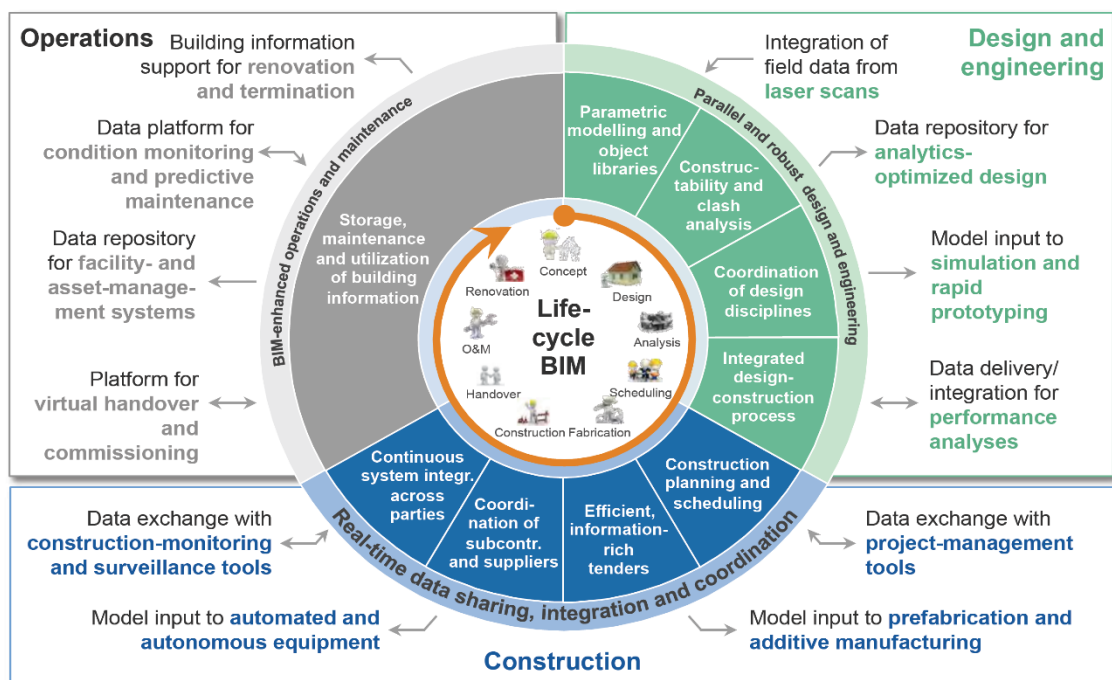 Operations
Building information
support for renovation
and termination
Data platform for
condition monitoring
and predictive
maintenance
Data repository
for facility- and
asset-manage-
ment systems
Platform for
virtual handover
and
commissioning
BIM-enhanced operations and maintenance
Storage,
maintenance
and utilization
of building
information
Design and
engineering
Integration of
field data from
laser scans
Data repository for
analytics-
optimized design
Model input to
simulation and
rapid
prototyping
Data delivery/
integration for
performance
analyses
Parallel and robust design and engineering
Parametric
modelling and
object
libraries
Construc-
tability and
clash
analysis
Coordination
of design
disciplines
Integrated
design-
construction
process
Life-
cycle
BIM
Concept
Design
Analysis
Scheduling
Fabrication
Construction
Handover
O&M
Renovation
Construction
planning and
scheduling
Efficient,
information-
rich
tenders
Coordi-
nation of
subcontr.
and suppliers
Continuous
system integr.
across
parties
Real-time data sharing, integration and coordination
Data exchange with
construction-monitoring
and surveillance tools
Model input to automated and
autonomous equipment
Data exchange with
project-management
tools
Model input to prefabrication and
additive manufacturing
Construction